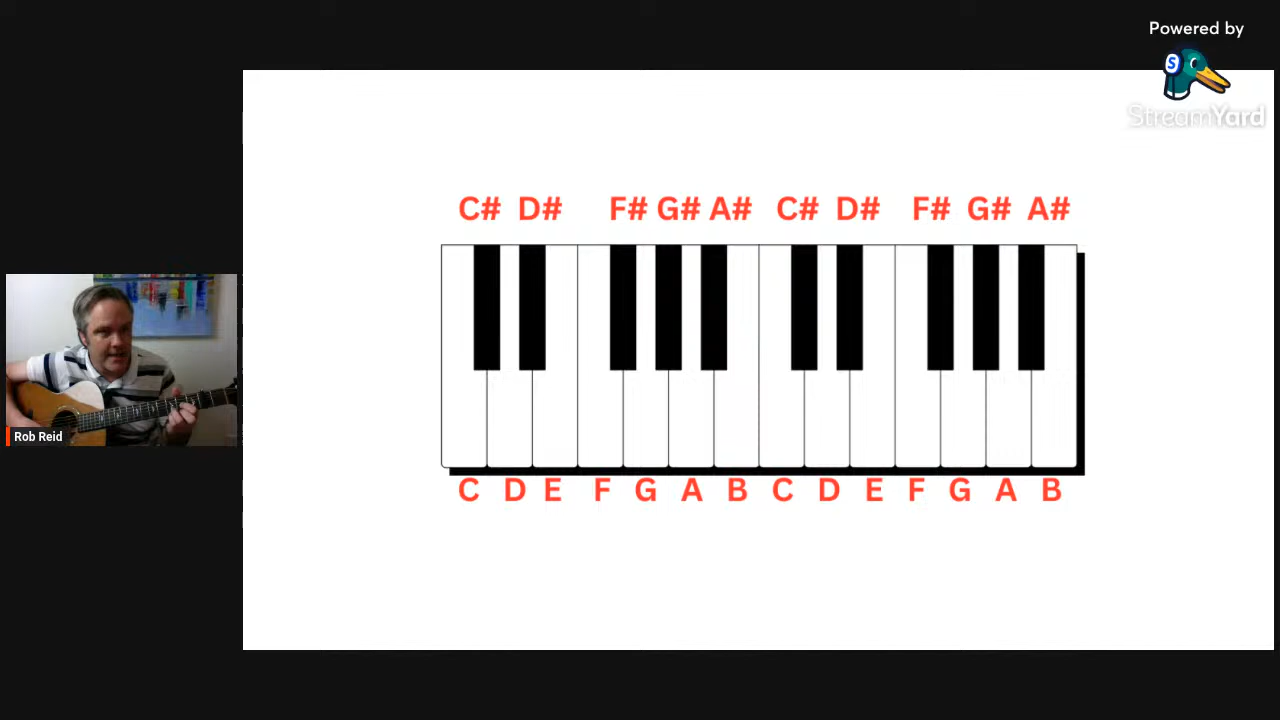 Powered by
StreamYard
C# D# F# G# A# C# D# F# G# A#
Rob Reid
C D E F G A B C D E F G A B